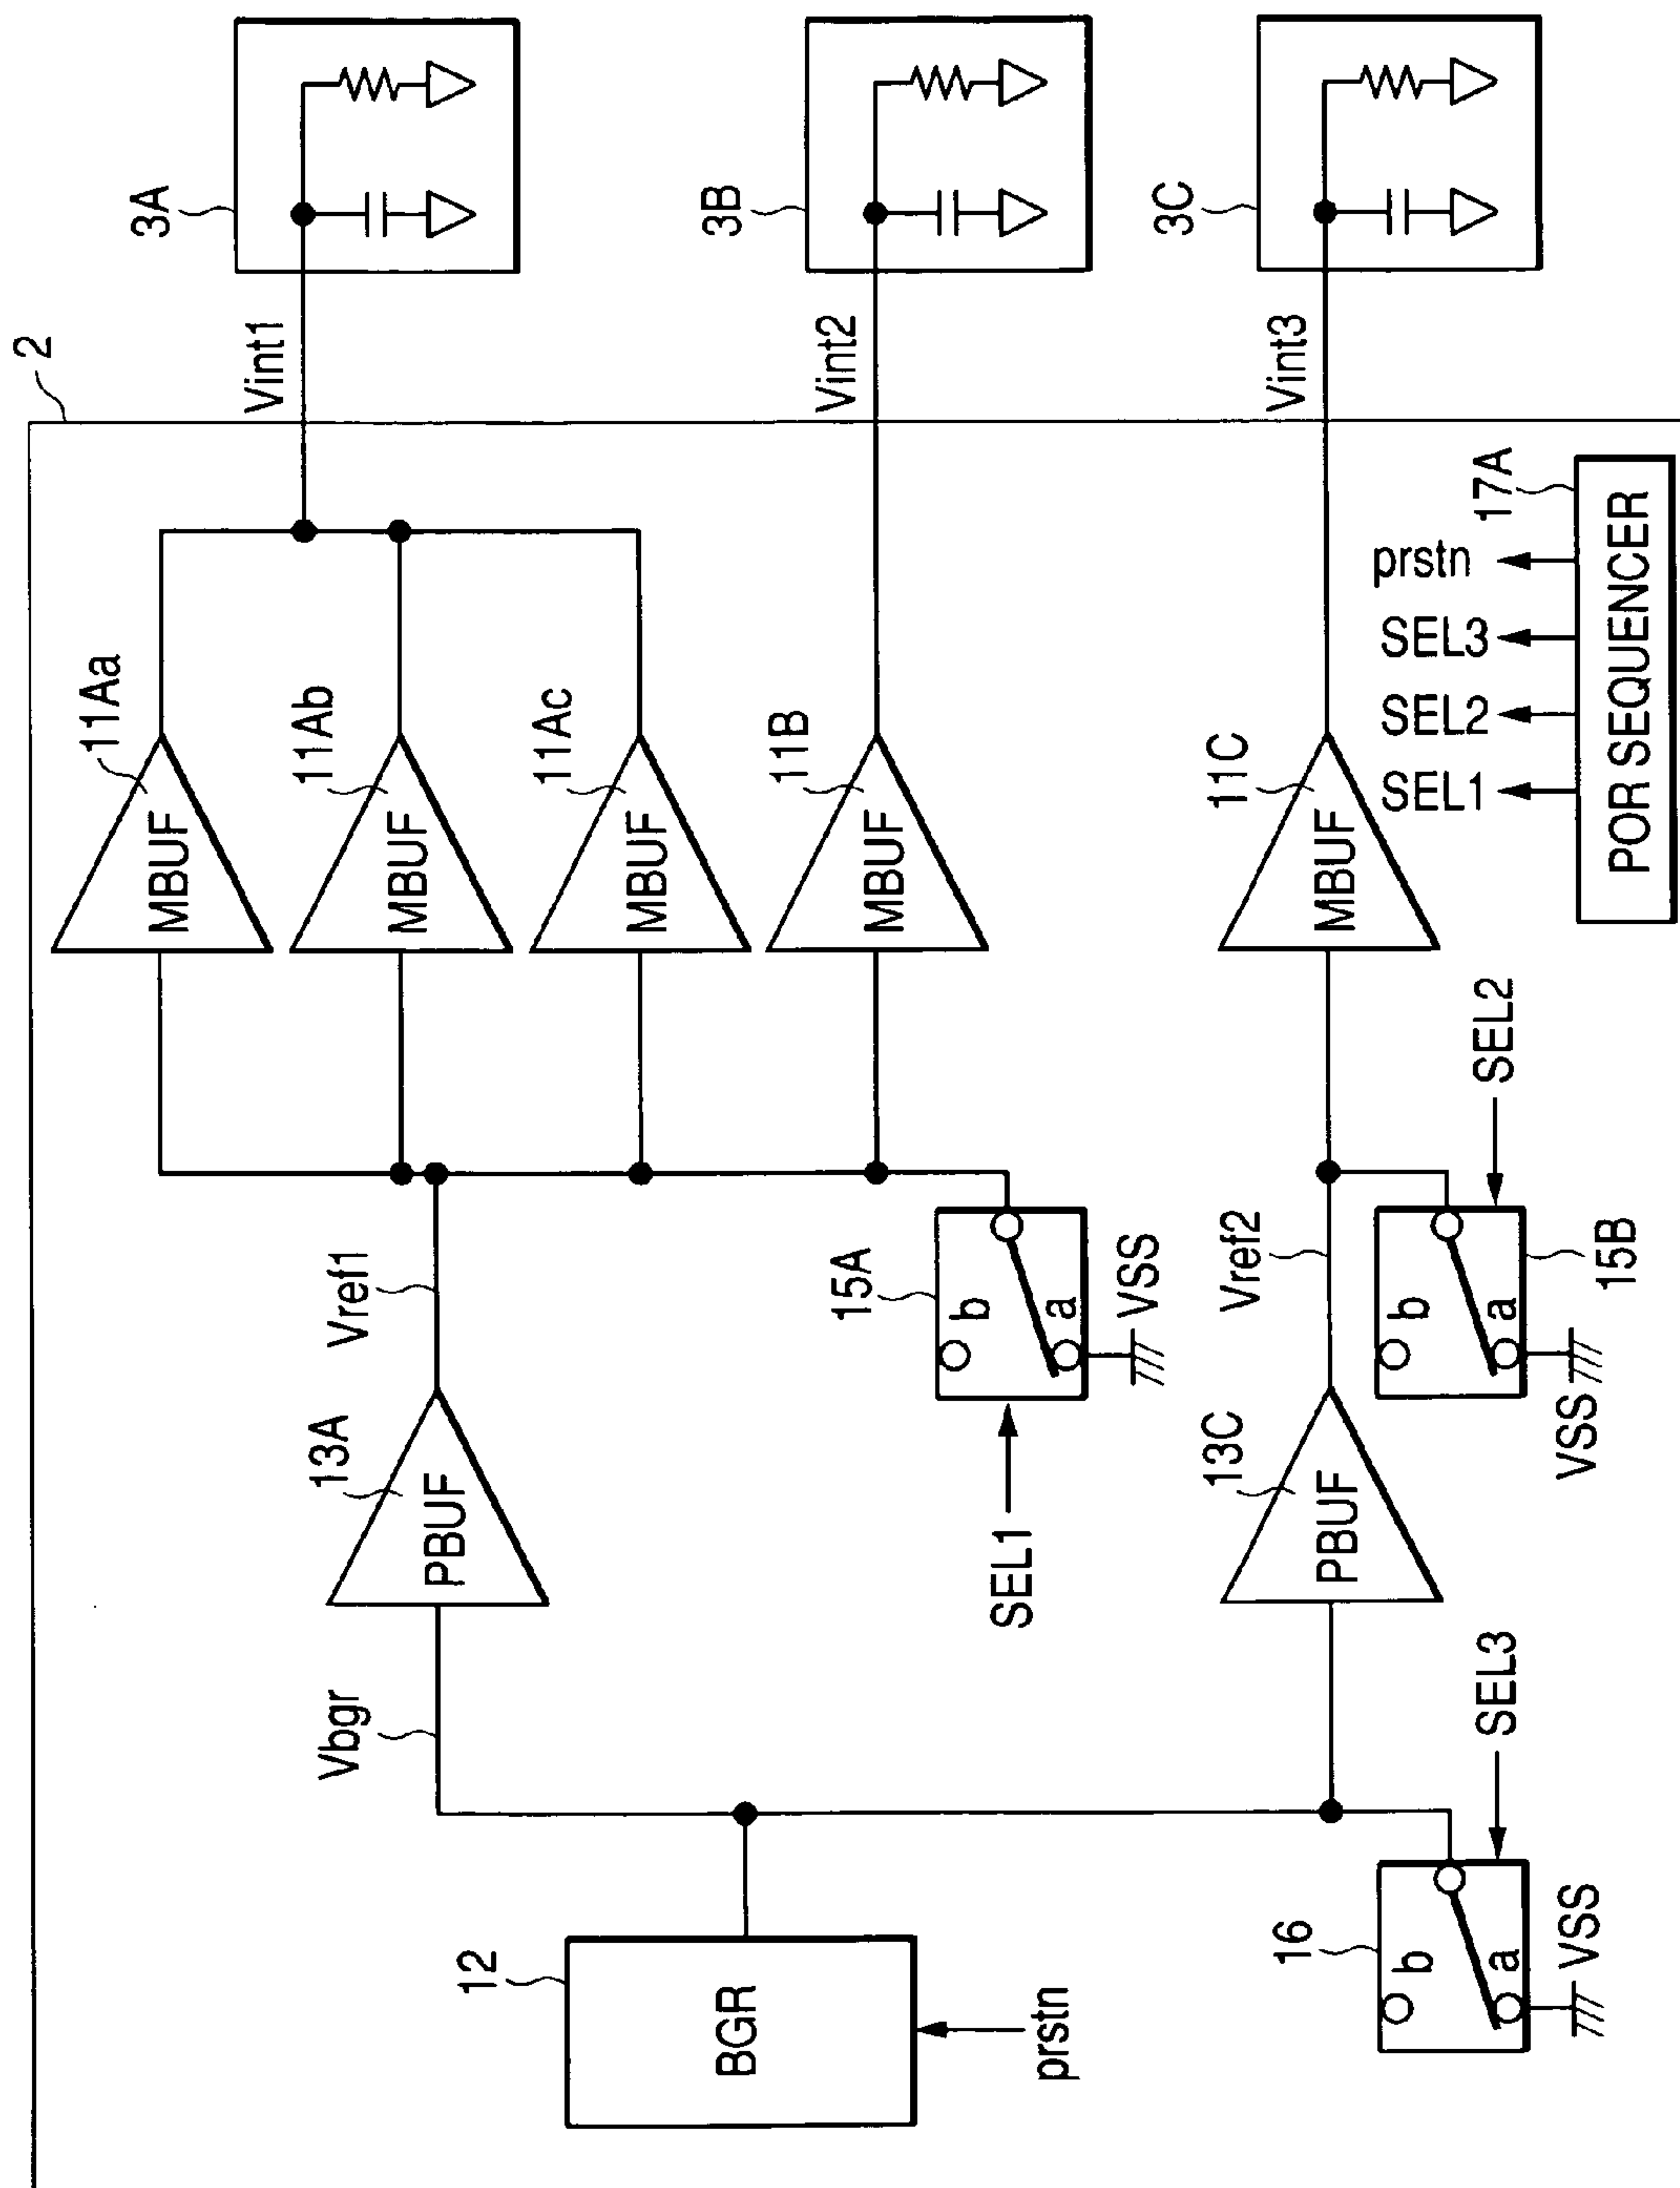 2
3A
3B
3C
Vint1
Vint2
Vint3
11Aa
MBUF
11Ab
MBUF
11Ac
MBUF
11B
MBUF
11C
MBUF
17A
prstn
SEL3
SEL2
SEL1
POR SEQUENCER
Vref1
15A
b
a
VSS
SEL1
Vref2
SEL2
15B
b
a
VSS
13A
PBUF
13C
PBUF
Vbgr
SEL3
16
b
a
VSS
12
BGR
prstn